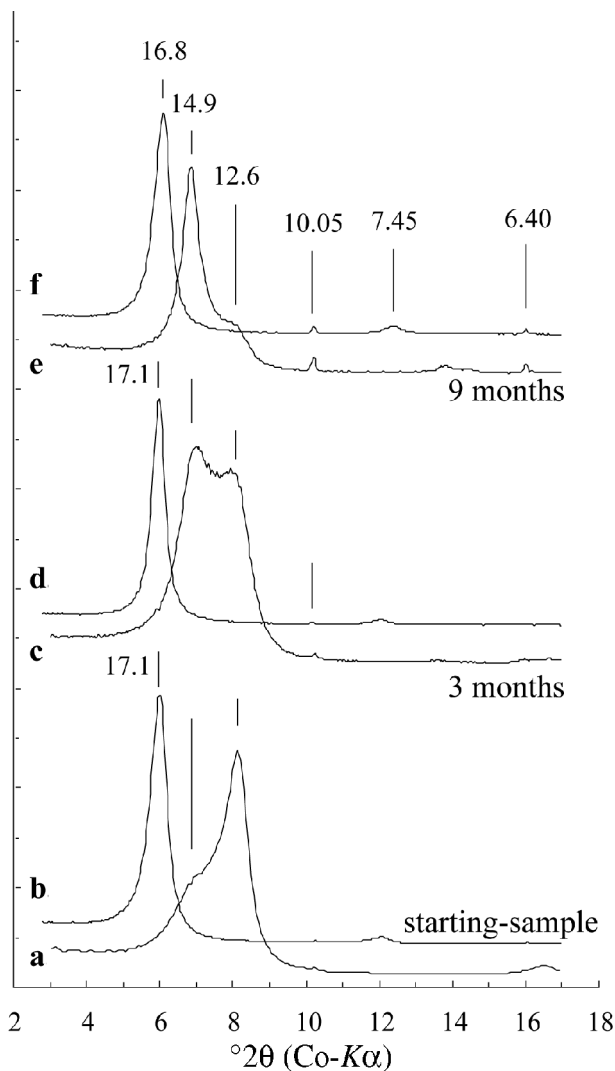 16.8
14.9
12.6
10.05 7.45 6.40
f
e
17.1
9 months
d
c
17.1
3 months
b
starting-sample
a
2 4 6 8 10 12 14 16 18
°2θ (Co-Kα)